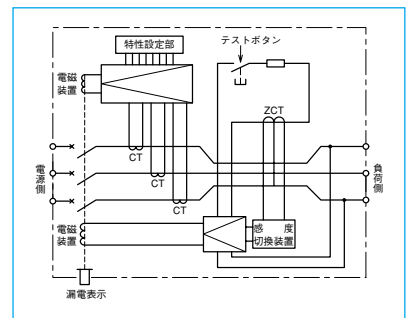 特性設定部
テストボタン
電磁
装置
ZCT
CT
CT
CT
電源側
負荷側
電磁
装置
感度
切換装置
漏電表示